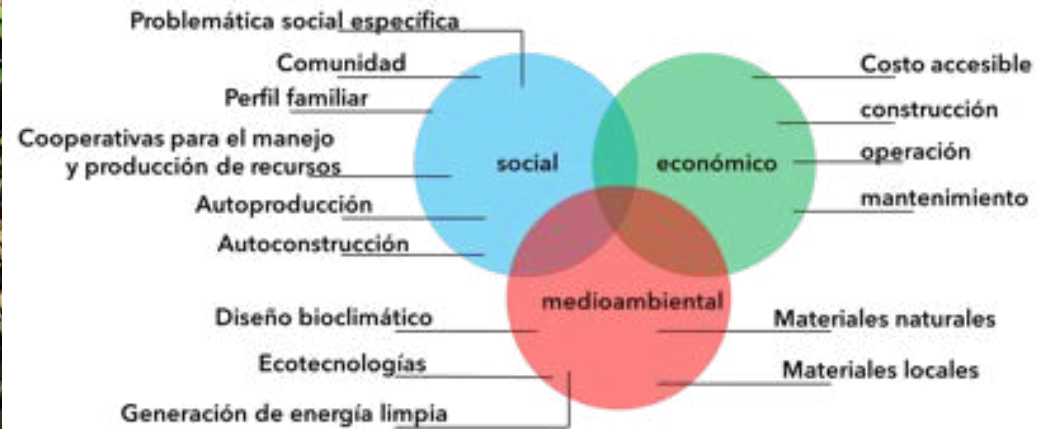 Problemática social específica
Comunidad
Perfil familiar
Cooperativas para el manejo
y producción de recursos
Autoproducción
Autoconstrucción
social
económico
Costo accesible
construcción
operación
mantenimiento
medioambiental
Diseño bioclimático
Ecotecnologías
Generación de energía limpia
Materiales naturales
Materiales locales